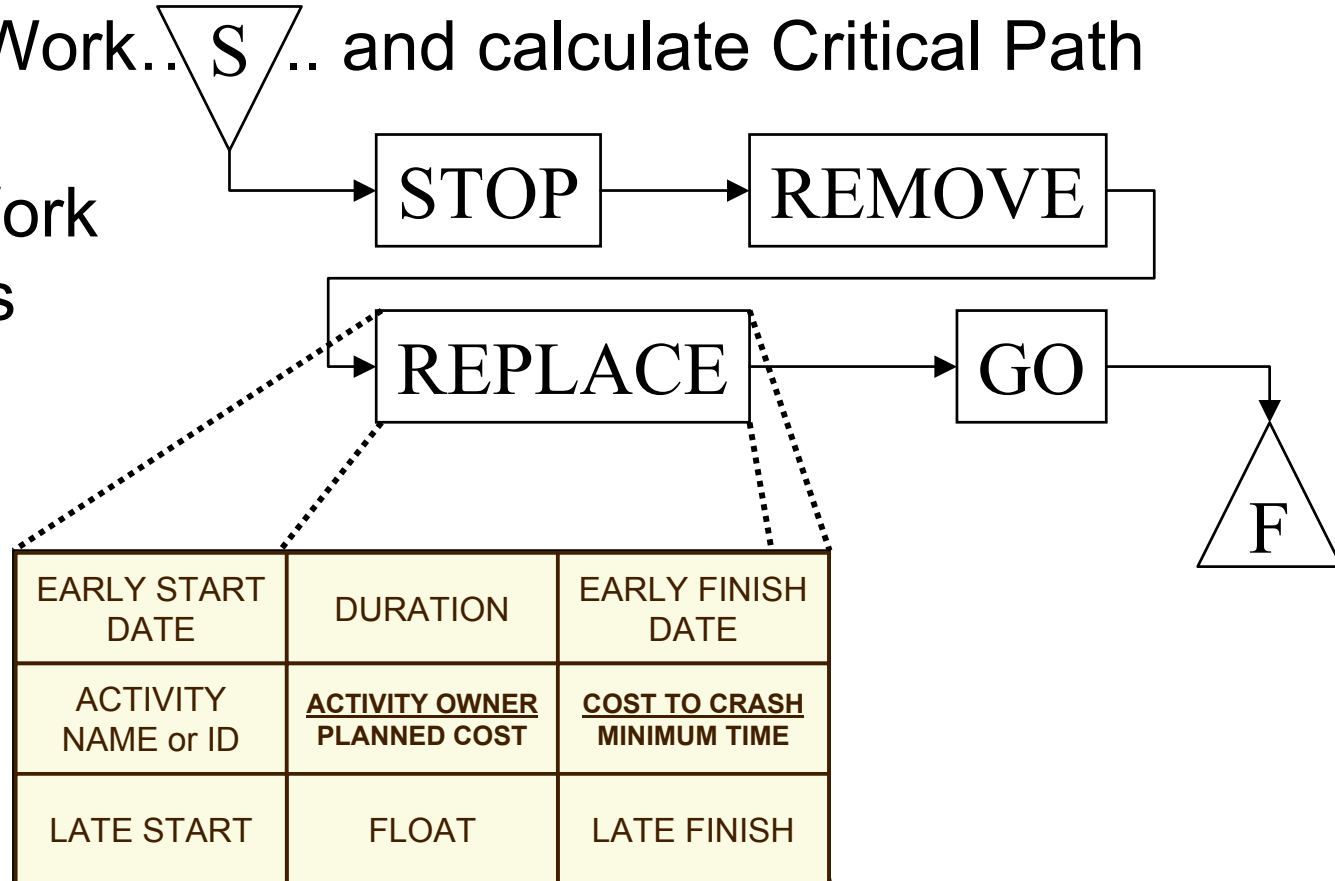 Work.. S .. and calculate Critical Path
STOP REMOVE
ork
s
REPLACE GO
F
EARLY START DURATION EARLY FINISH
DATE DATE
ACTIVITY ACTIVITY OWNER COST TO CRASH
NAME or ID PLANNED COST MINIMUM TIME
LATE START FLOAT LATE FINISH